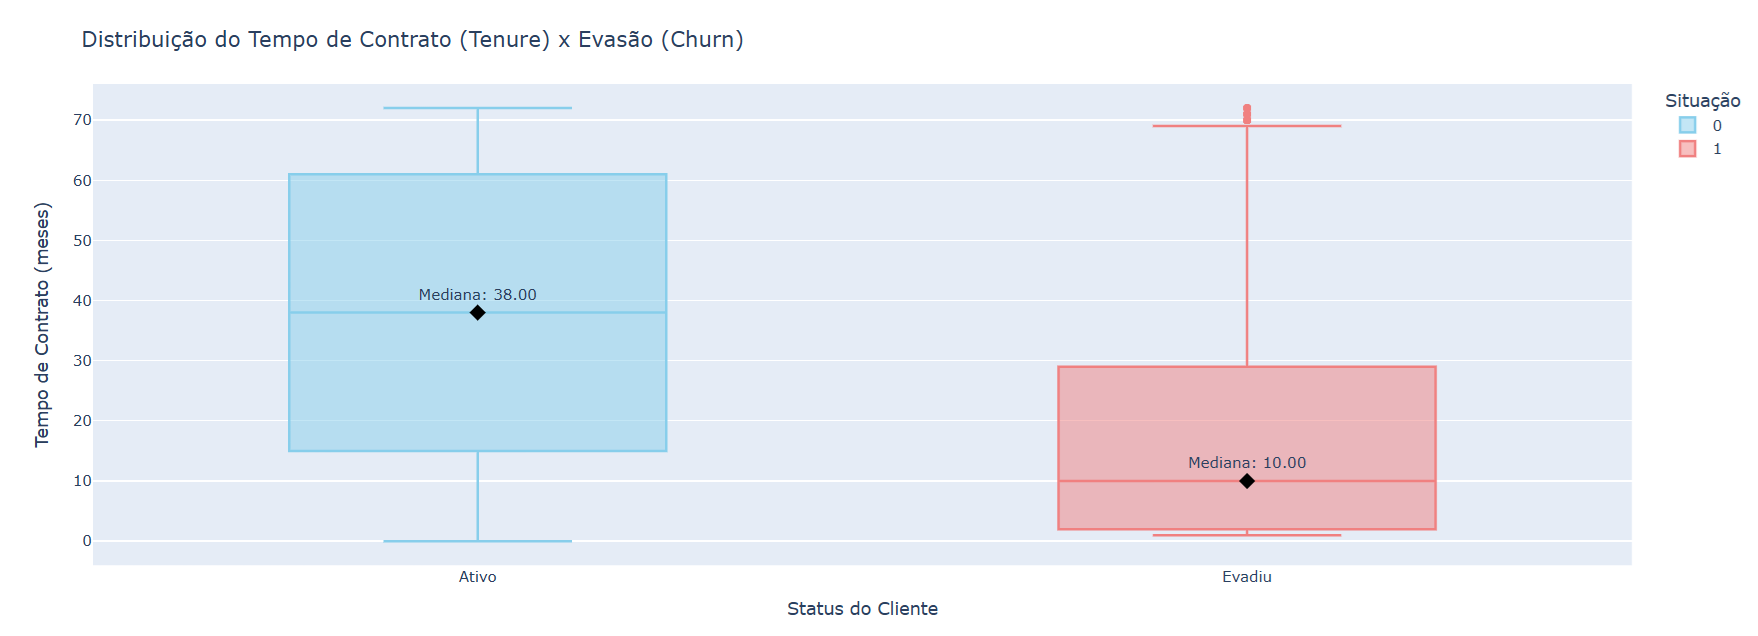 Distribuição do Tempo de Contrato (Tenure) x Evasão (Churn)
Situação
0
1
Tempo de Contrato (meses)
70
60
50
40
30
20
10
0
Mediana: 38.00
Mediana: 10.00
Ativo
Evadiu
Status do Cliente